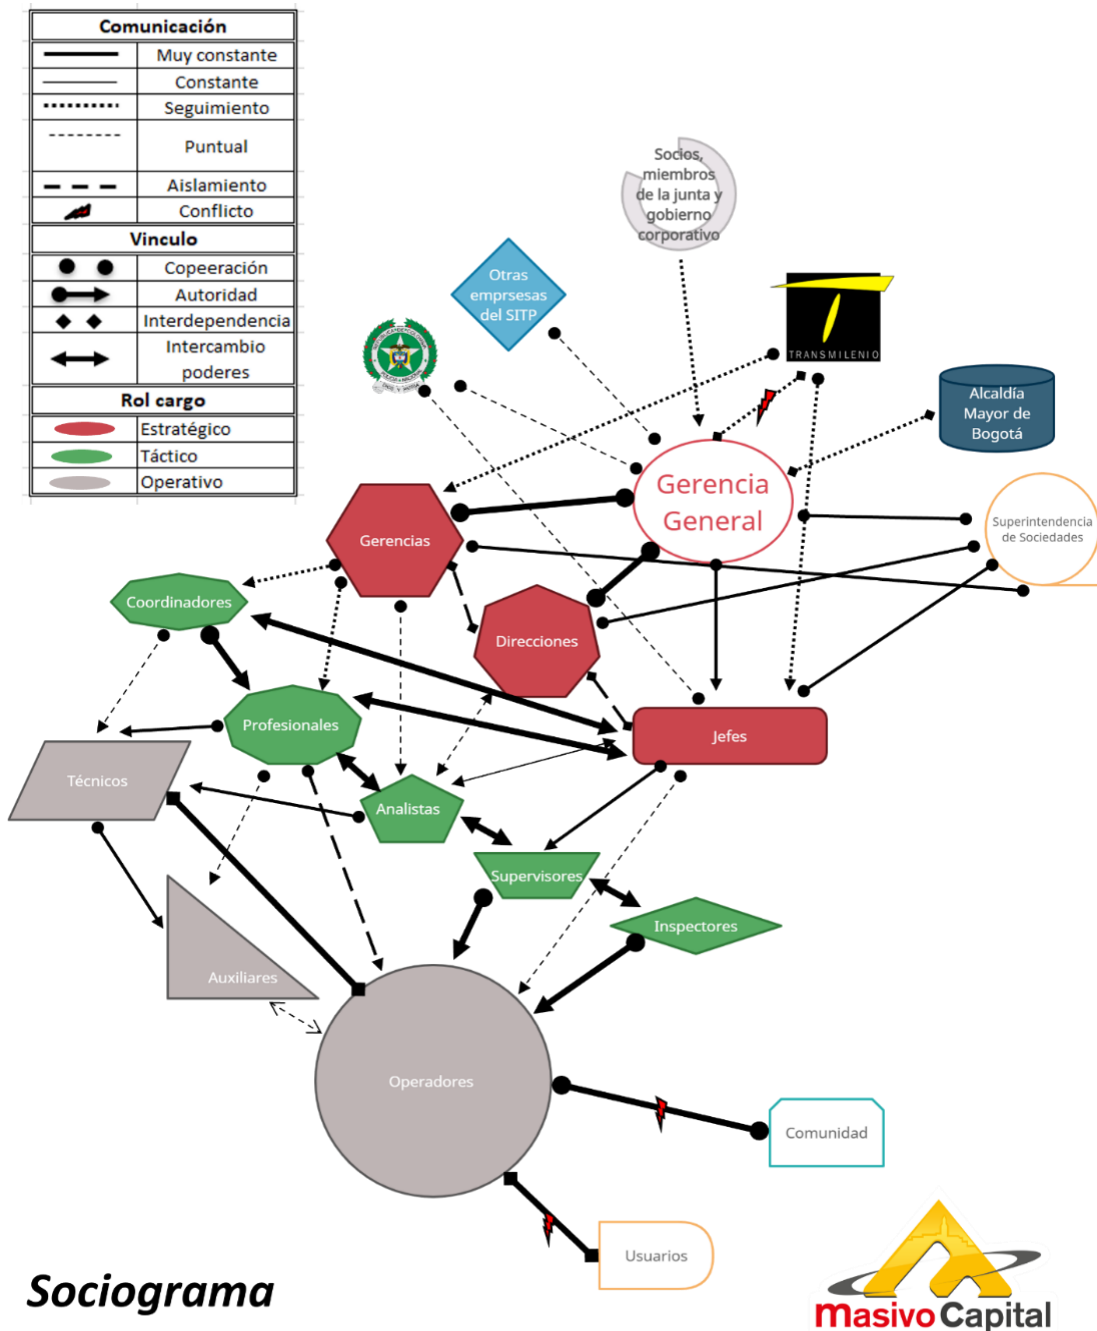 Comunicación
Muy constante
Constante
Seguimiento
Puntual
Aislamiento
Conflicto
Vinculo
Copeeración
Autoridad
Interdependencia
Intercambio
poderes
Rol cargo
Estratégico
Táctico
Operativo
Socios,
miembros
de la junta y
gobierno
corporativo
Otras
emprsesas
del SITP
TRANSMILENIO
Alcaldía
Mayor de
Bogotá
Gerencia
General
Superintendencia
de Sociedades
Gerencias
Coordinadores
Direcciones
Profesionales
Jefes
Técnicos
Analistas
Supervisores
Inspectores
Auxiliares
Operadores
Comunidad
Usuarios
Sociograma
masivo Capital